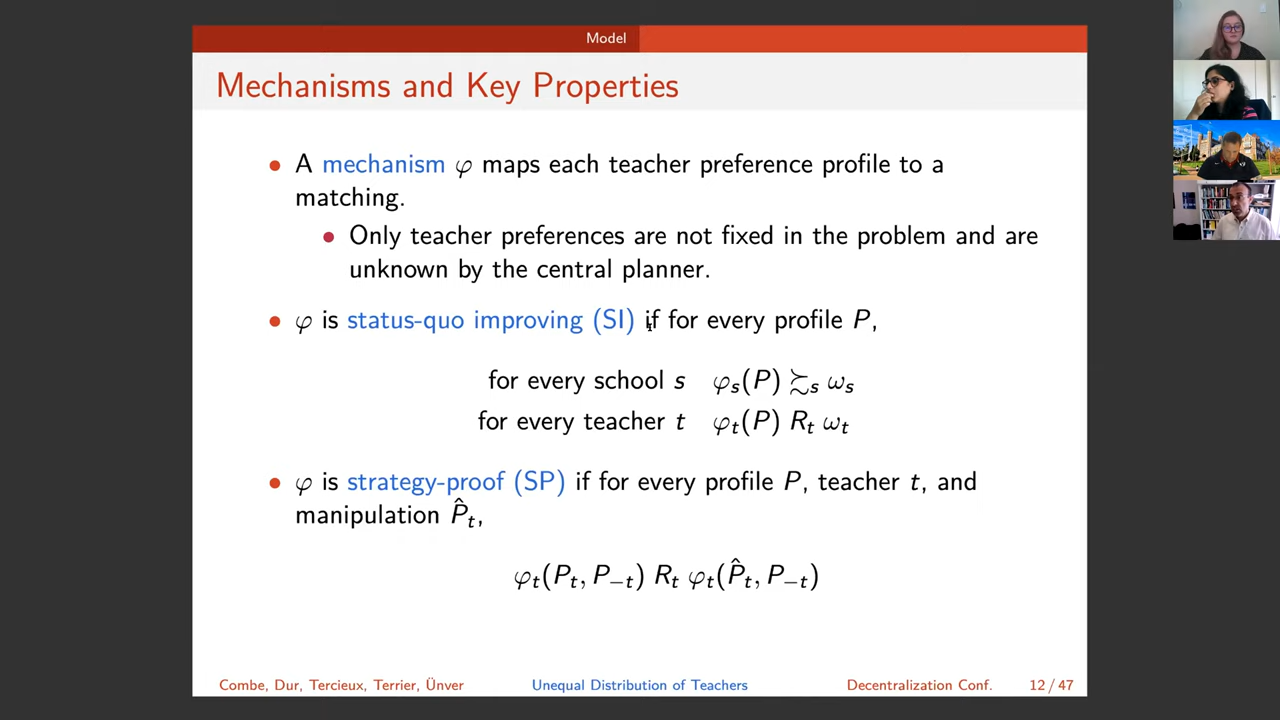 Model
Mechanisms and Key Properties
• A mechanism φ maps each teacher preference profile to a
matching.
• Only teacher preferences are not fixed in the problem and are
unknown by the central planner.
• φ is status-quo improving (SI) if for every profile P,
for every school s φ_s(P) ≿_s ω_s
for every teacher t φ_t(P) R_t ω_t
• φ is strategy-proof (SP) if for every profile P, teacher t, and
manipulation P̂_t,
φ_t(P_t, P_{−t}) R_t φ_t(P̂_t, P_{−t})
Combe, Dur, Tercieux, Terrier, Ünver Unequal Distribution of Teachers Decentralization Conf. 12 / 47